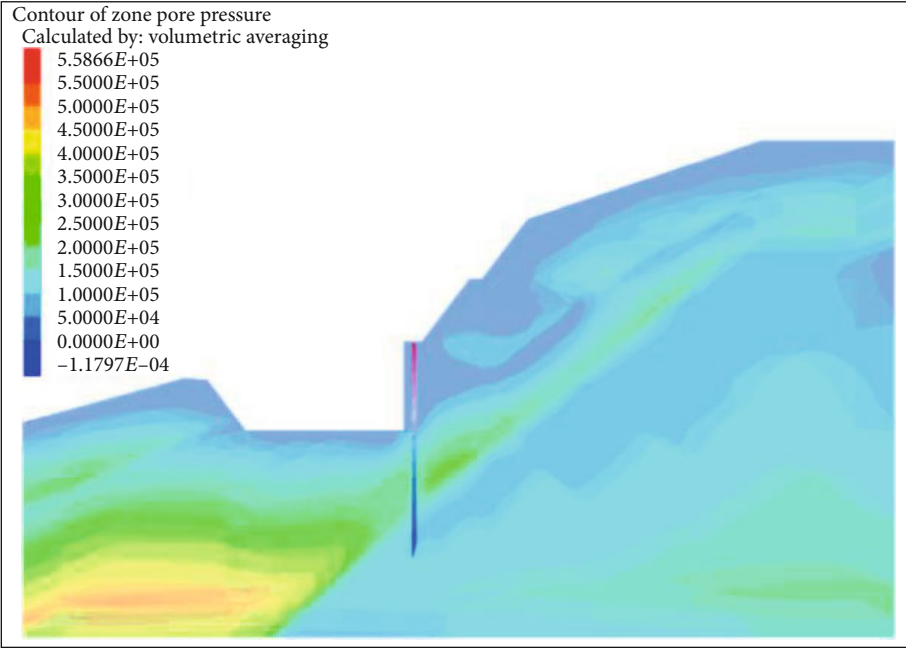 Contour of zone pore pressure
Calculated by: volumetric averaging
5.5866E+05
5.5000E+05
5.0000E+05
4.5000E+05
4.0000E+05
3.5000E+05
3.0000E+05
2.5000E+05
2.0000E+05
1.5000E+05
1.0000E+05
5.0000E+04
0.0000E+00
–1.1797E–04